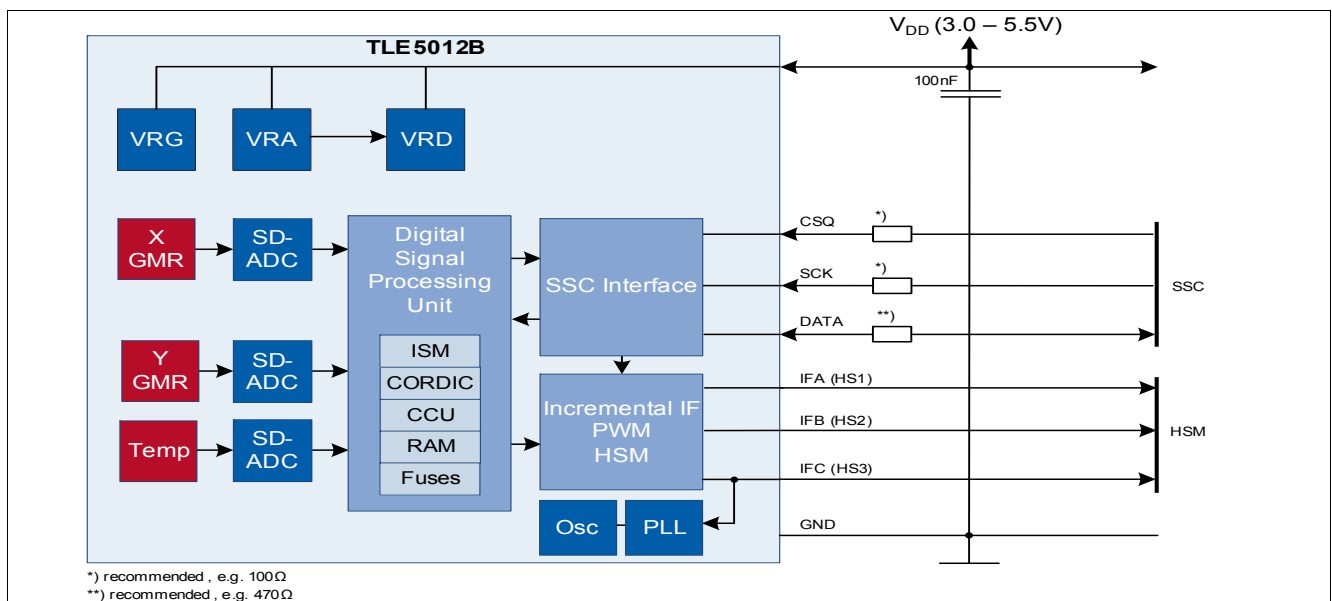 V_DD (3.0 – 5.5V)
TLE5012B
100nF
VRG
VRA
VRD
X
GMR
SD-
ADC
Digital
Signal
Processing
Unit
SSC Interface
CSQ
*)
SCK
*)
DATA
**)
SSC
Y
GMR
SD-
ADC
Temp
SD-
ADC
ISM
CORDIC
CCU
RAM
Fuses
Incremental IF
PWM
HSM
IFA (HS1)
IFB (HS2)
IFC (HS3)
HSM
Osc
PLL
GND
*) recommended , e.g. 100Ω
**) recommended , e.g. 470Ω